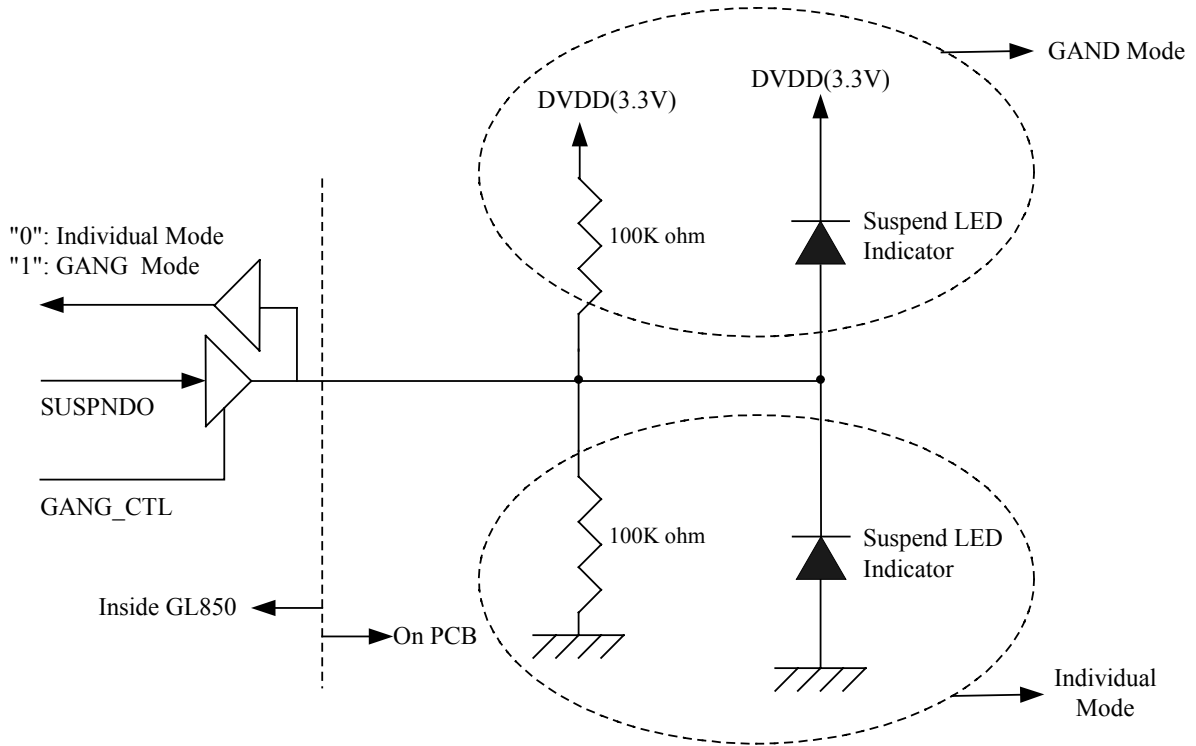 GAND Mode
DVDD(3.3V)
DVDD(3.3V)
"0": Individual Mode
"1": GANG Mode
100K ohm
Suspend LED
Indicator
SUSPNDO
GANG_CTL
100K ohm
Suspend LED
Indicator
Inside GL850
On PCB
Individual
Mode